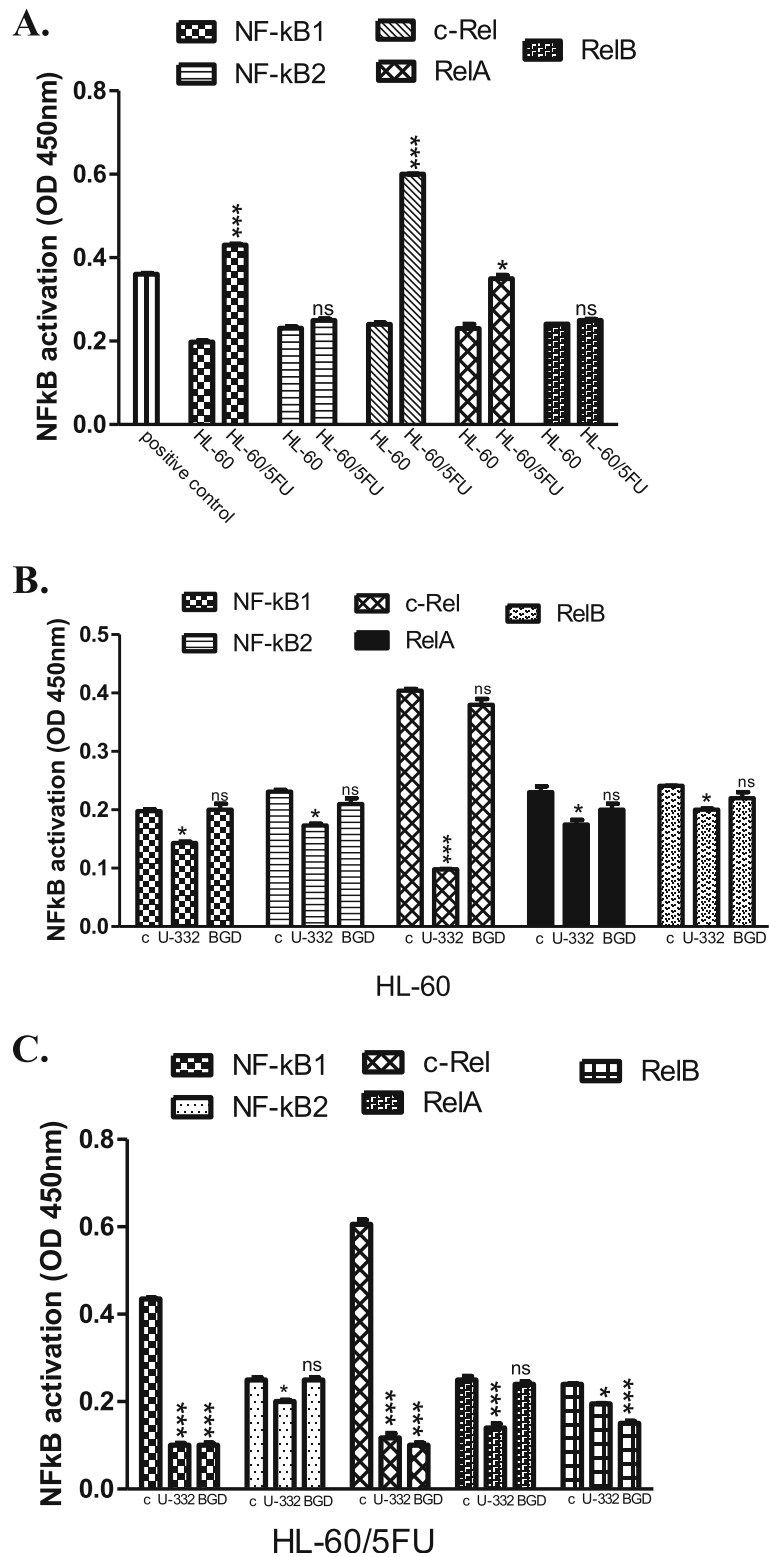 A.
NF-kB1
c-Rel
RelB
NF-kB2
RelA
NFkB activation (OD 450nm)
0.8
0.6
0.4
0.2
0.0
***
ns
***
*
ns
positive control
HL-60
HL-60/5FU
HL-60
HL-60/5FU
HL-60
HL-60/5FU
HL-60
HL-60/5FU
HL-60
HL-60/5FU
B.
NF-kB1
c-Rel
RelB
NF-kB2
RelA
NFkB activation (OD 450nm)
0.5
0.4
0.3
0.2
0.1
0.0
* ns
* ns
*** ns
* ns
* ns
c U-332 BGD c U-332 BGD c U-332 BGD c U-332 BGD c U-332 BGD
HL-60
C.
NF-kB1
c-Rel
RelB
NF-kB2
RelA
NFkB activation (OD 450nm)
0.8
0.6
0.4
0.2
0.0
*** ***
* ns
*** ***
*** ns
* ***
c U-332 BGD c U-332 BGD c U-332 BGD c U-332 BGD c U-332 BGD
HL-60/5FU